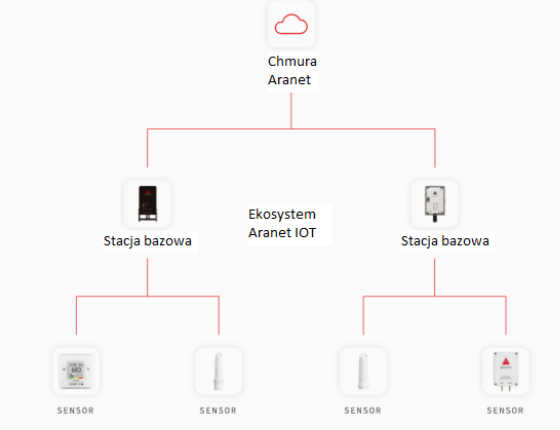 Chmura
Aranet
Ekosystem
Aranet IOT
Stacja bazowa
Stacja bazowa
SENSOR
SENSOR
SENSOR
SENSOR